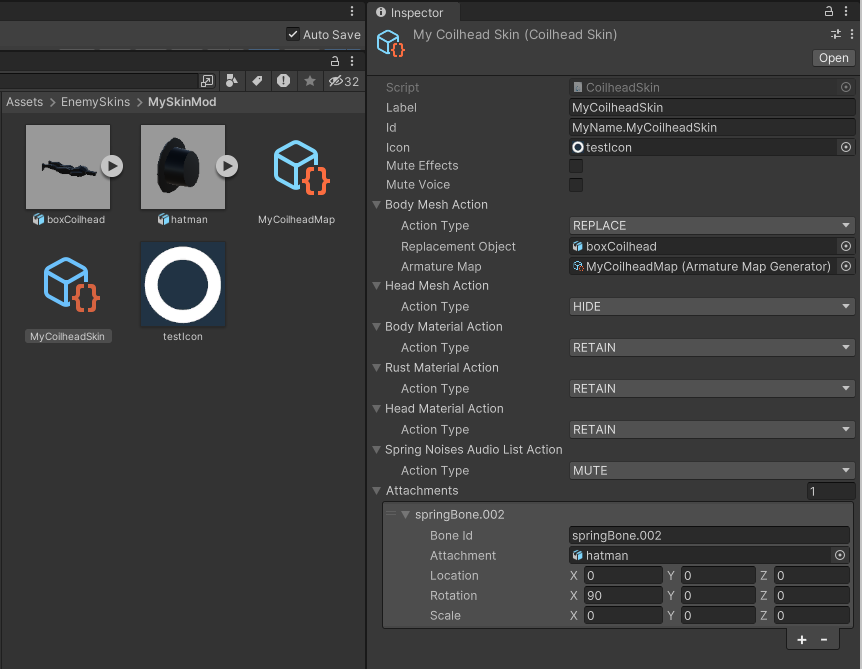 Auto Save
32
Assets > EnemySkins > MySkinMod
boxCoilhead
hatman
MyCoilheadMap
MyCoilheadSkin
testIcon
Inspector
My Coilhead Skin (Coilhead Skin)
Open
Script CoilheadSkin
Label MyCoilheadSkin
Id MyName.MyCoilheadSkin
Icon testIcon
Mute Effects
Mute Voice
Body Mesh Action
Action Type REPLACE
Replacement Object boxCoilhead
Armature Map MyCoilheadMap (Armature Map Generator)
Head Mesh Action
Action Type HIDE
Body Material Action
Action Type RETAIN
Rust Material Action
Action Type RETAIN
Head Material Action
Action Type RETAIN
Spring Noises Audio List Action
Action Type MUTE
Attachments 1
springBone.002
Bone Id springBone.002
Attachment hatman
Location X 0 Y 0 Z 0
Rotation X 90 Y 0 Z 0
Scale X 0 Y 0 Z 0
+ -